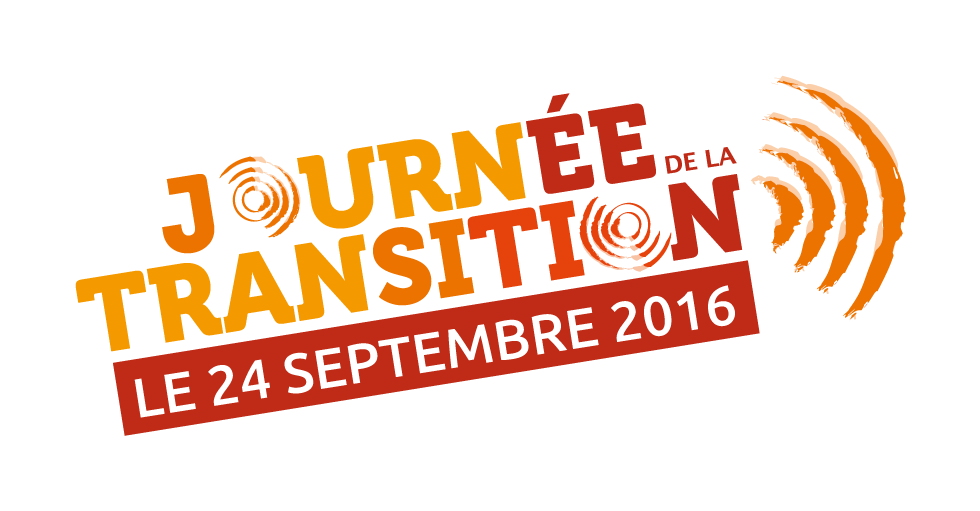 JOURNÉE DE LA
TRANSITION
LE 24 SEPTEMBRE 2016